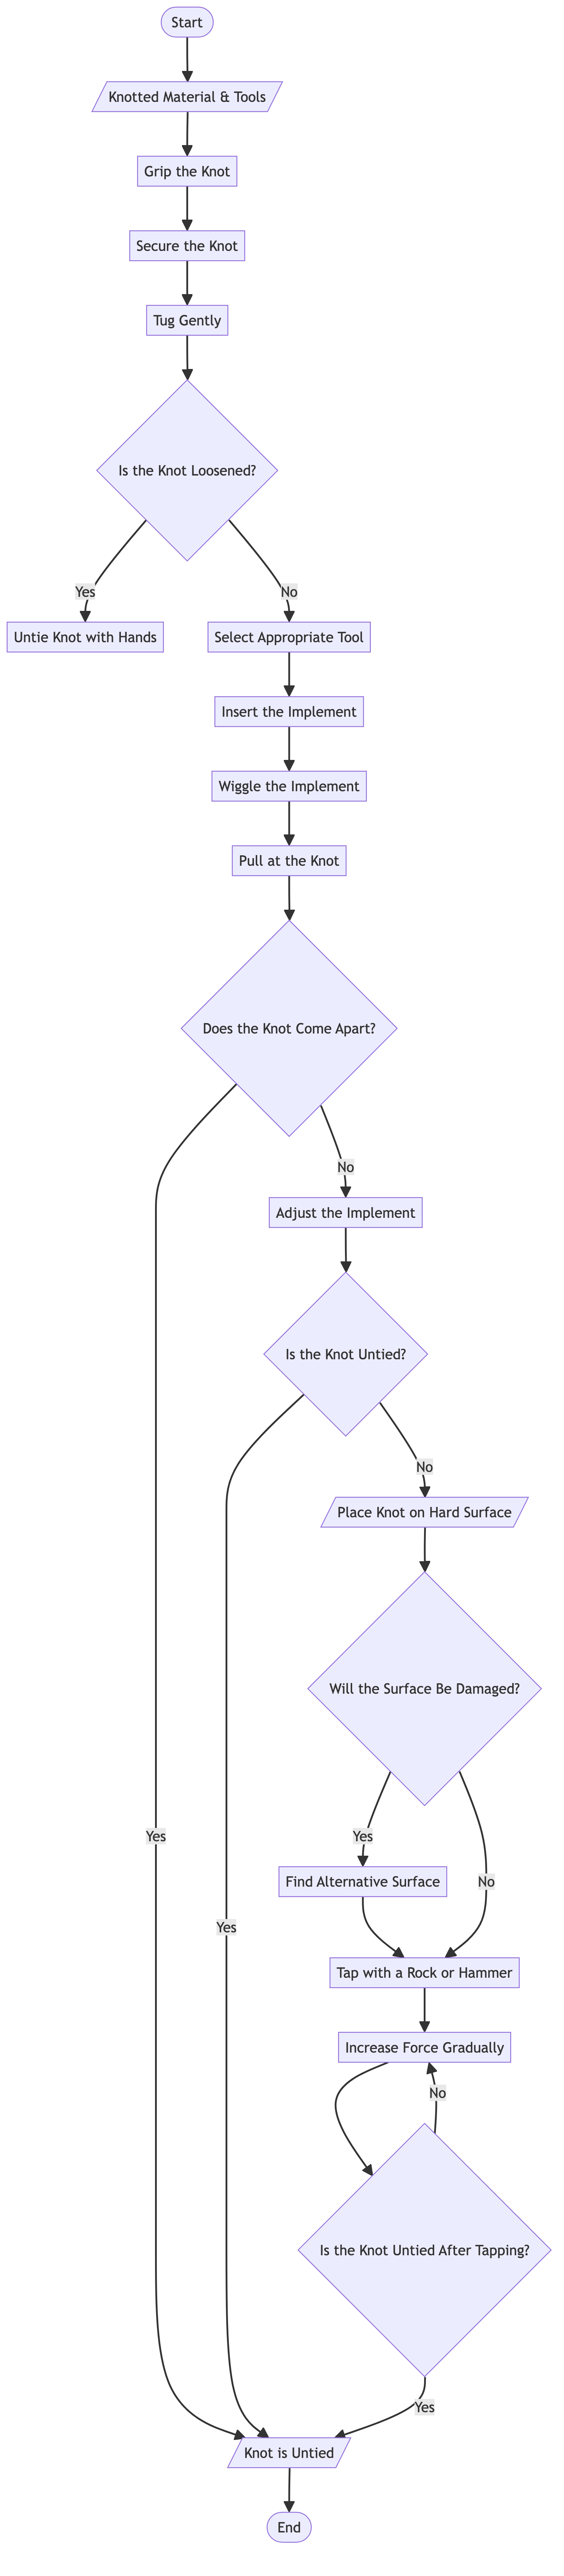 Start
Knotted Material & Tools
Grip the Knot
Secure the Knot
Tug Gently
Is the Knot Loosened?
Yes
No
Untie Knot with Hands
Select Appropriate Tool
Insert the Implement
Wiggle the Implement
Pull at the Knot
Does the Knot Come Apart?
No
Adjust the Implement
Is the Knot Untied?
No
Place Knot on Hard Surface
Will the Surface Be Damaged?
Yes
Yes
Find Alternative Surface
No
Yes
Tap with a Rock or Hammer
Increase Force Gradually
No
Is the Knot Untied After Tapping?
Yes
Knot is Untied
End